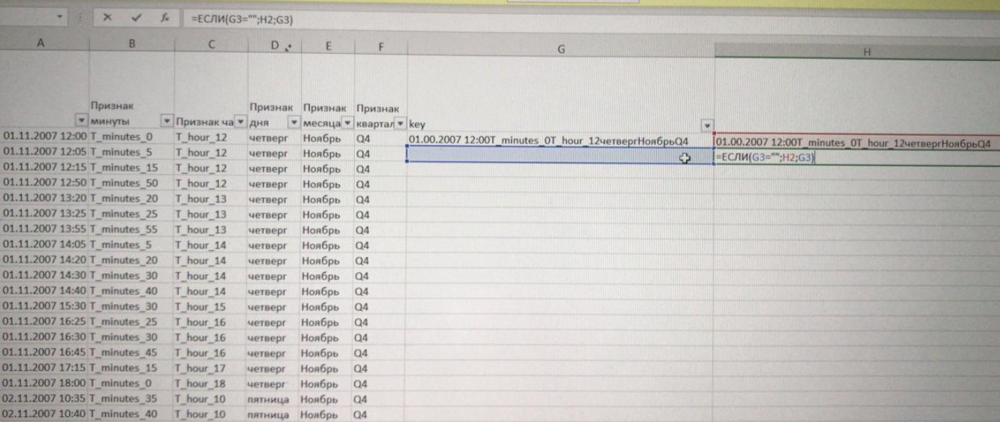 =ЕСЛИ(G3="";H2;G3)
A B C D E F G H
Признак минуты Признак ча Признак дня Признак месяца Признак квартал key
01.11.2007 12:00 T_minutes_0 T_hour_12 четверг Ноябрь Q4 01.00.2007 12:00T_minutes_0T_hour_12четвергНоябрьQ4 01.00.2007 12:00T_minutes_0T_hour_12четвергНоябрьQ4
01.11.2007 12:05 T_minutes_5 T_hour_12 четверг Ноябрь Q4 =ЕСЛИ(G3="";H2;G3)
01.11.2007 12:15 T_minutes_15 T_hour_12 четверг Ноябрь Q4
01.11.2007 12:50 T_minutes_50 T_hour_12 четверг Ноябрь Q4
01.11.2007 13:20 T_minutes_20 T_hour_13 четверг Ноябрь Q4
01.11.2007 13:25 T_minutes_25 T_hour_13 четверг Ноябрь Q4
01.11.2007 13:55 T_minutes_55 T_hour_13 четверг Ноябрь Q4
01.11.2007 14:05 T_minutes_5 T_hour_14 четверг Ноябрь Q4
01.11.2007 14:20 T_minutes_20 T_hour_14 четверг Ноябрь Q4
01.11.2007 14:30 T_minutes_30 T_hour_14 четверг Ноябрь Q4
01.11.2007 14:40 T_minutes_40 T_hour_14 четверг Ноябрь Q4
01.11.2007 15:30 T_minutes_30 T_hour_15 четверг Ноябрь Q4
01.11.2007 16:25 T_minutes_25 T_hour_16 четверг Ноябрь Q4
01.11.2007 16:30 T_minutes_30 T_hour_16 четверг Ноябрь Q4
01.11.2007 16:45 T_minutes_45 T_hour_16 четверг Ноябрь Q4
01.11.2007 17:15 T_minutes_15 T_hour_17 четверг Ноябрь Q4
01.11.2007 18:00 T_minutes_0 T_hour_18 четверг Ноябрь Q4
02.11.2007 10:35 T_minutes_35 T_hour_10 пятница Ноябрь Q4
02.11.2007 10:40 T_minutes_40 T_hour_10 пятница Ноябрь Q4